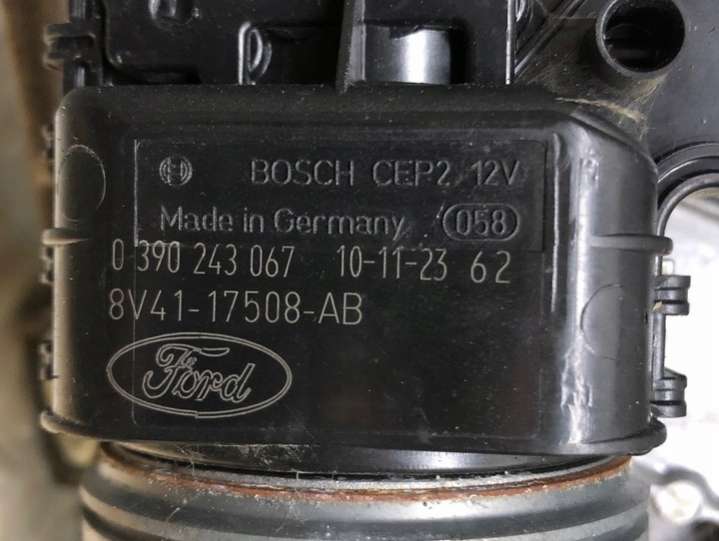 BOSCH CEP2 12V
Made in Germany 058
0 390 243 067 10-11-23 62
8V41-17508-AB
Ford